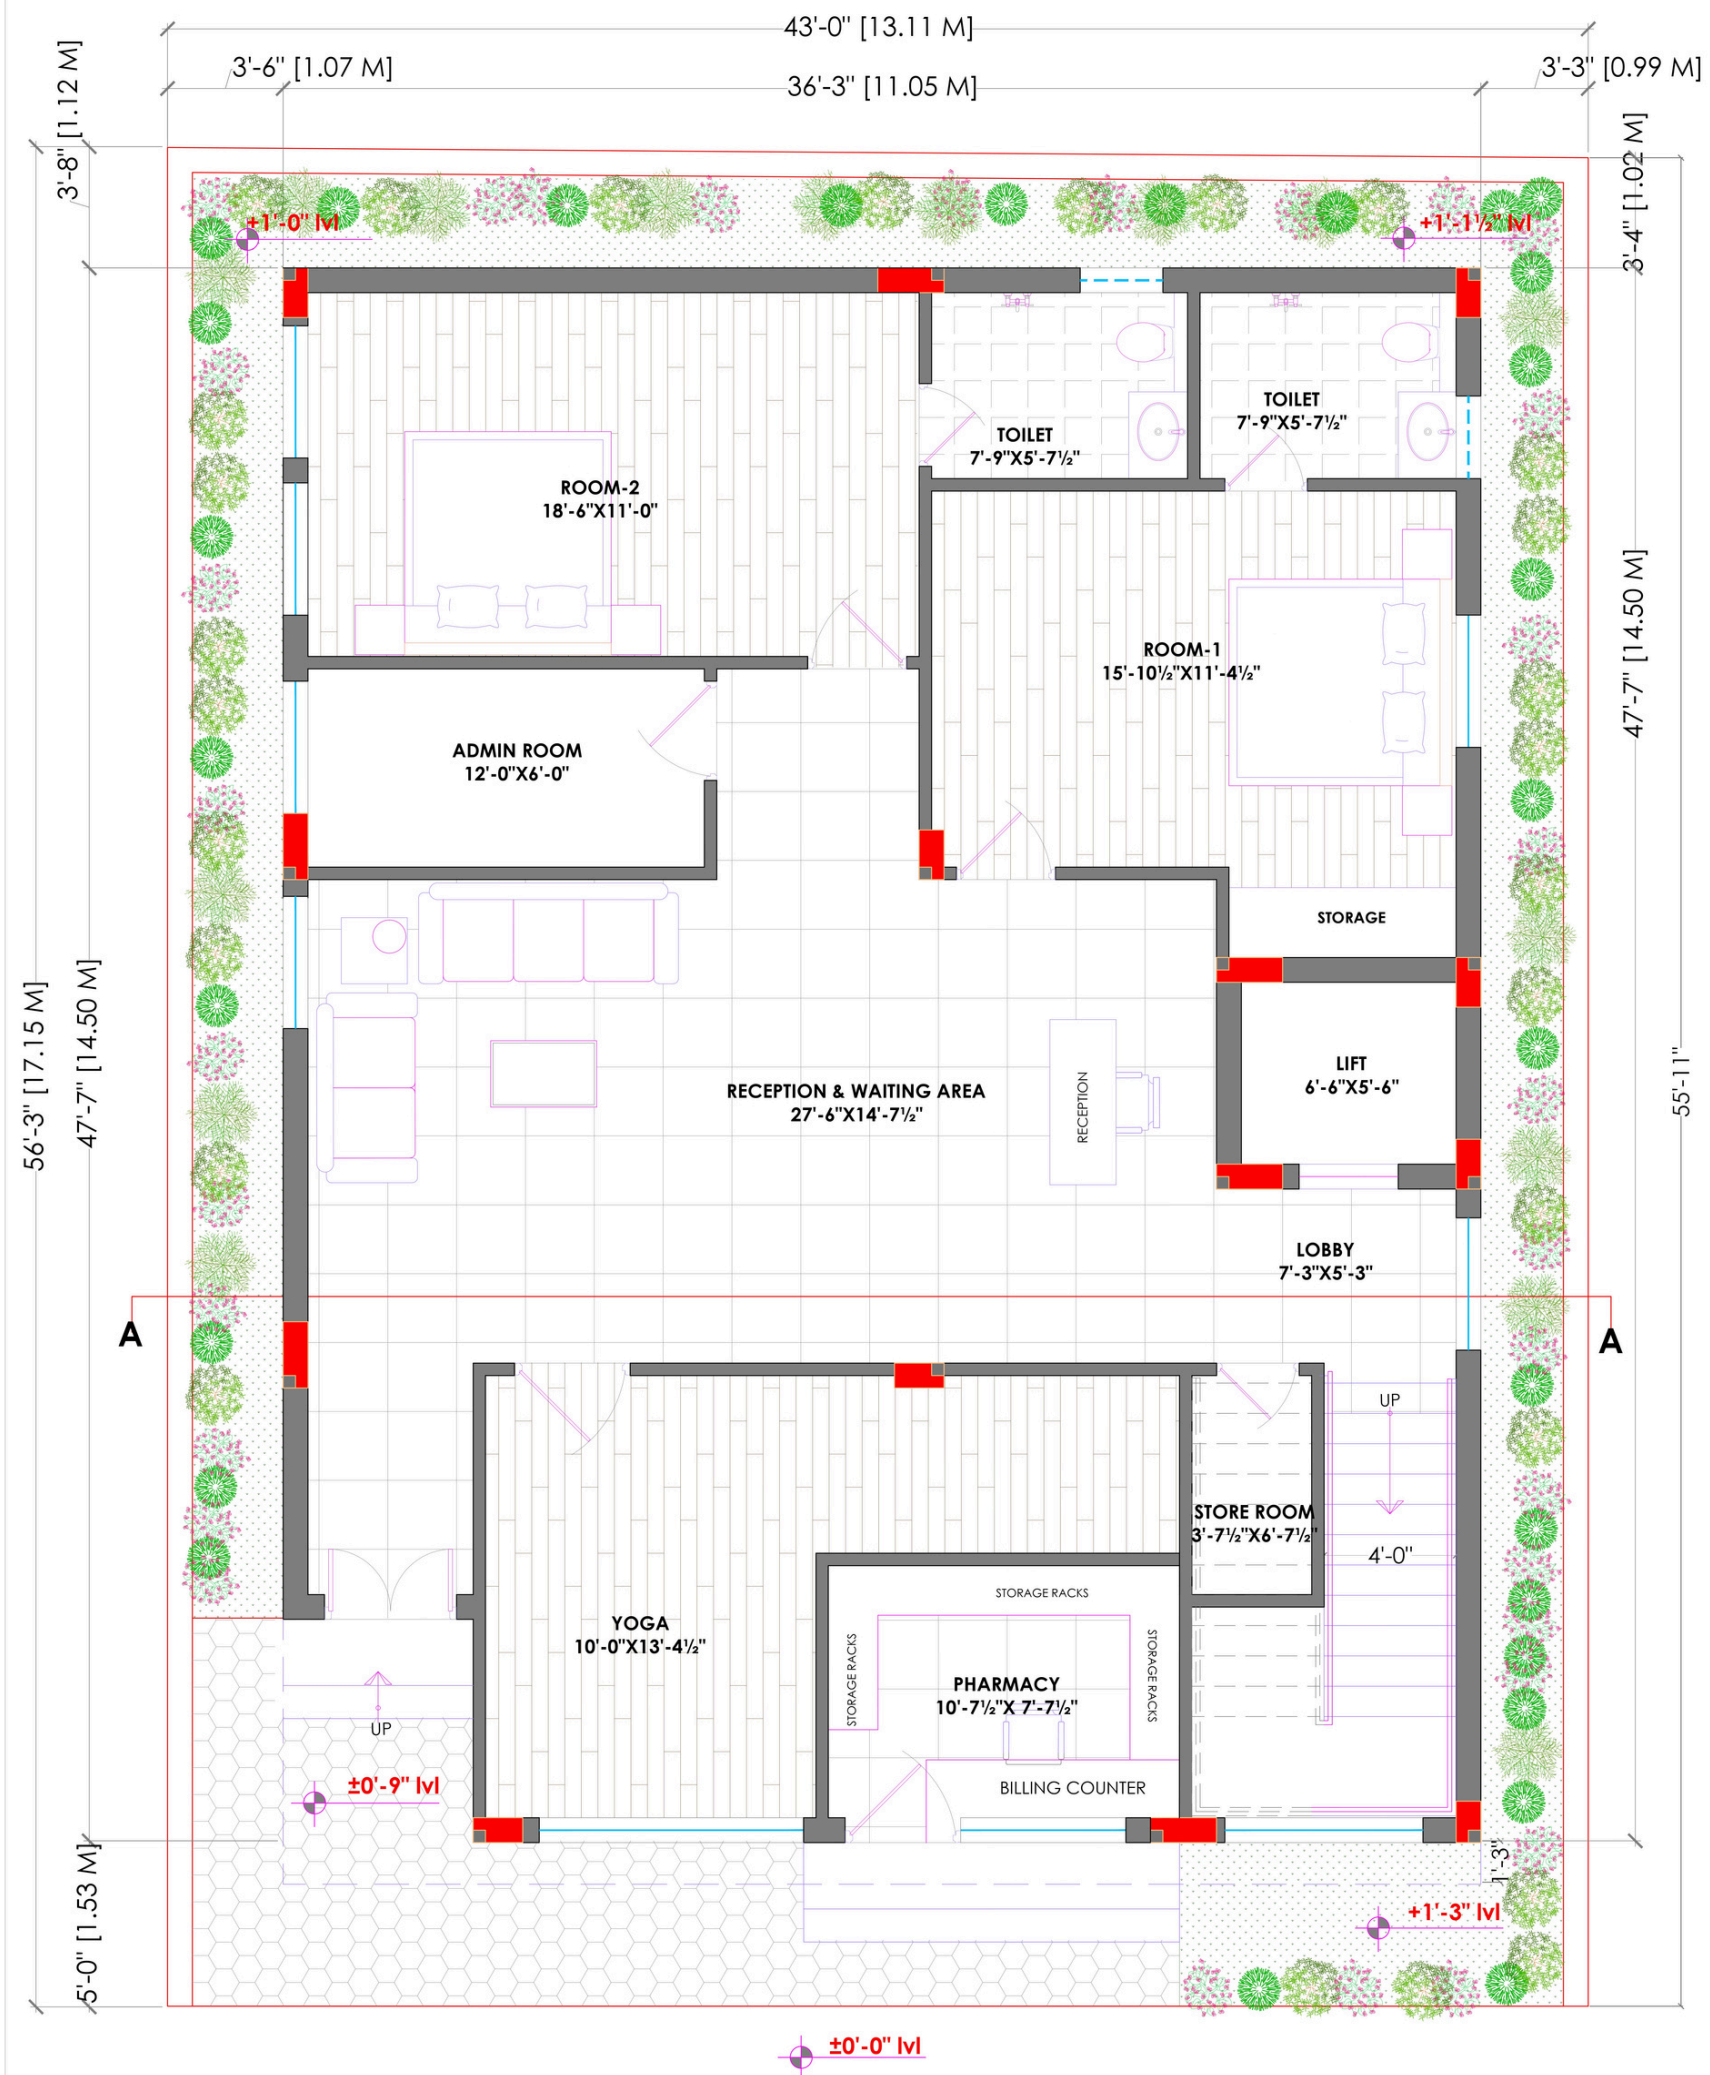 43'-0" [13.11 M]
3'-6" [1.07 M]
36'-3" [11.05 M]
3'-3" [0.99 M]
3'-8" [1.12 M]
3'-4" [1.02 M]
+1'-0" lvl
+1'-1½" lvl
TOILET
7'-9"X5'-7½"
TOILET
7'-9"X5'-7½"
ROOM-2
18'-6"X11'-0"
ROOM-1
15'-10½"X11'-4½"
47'-7" [14.50 M]
ADMIN ROOM
12'-0"X6'-0"
STORAGE
56'-3" [17.15 M]
47'-7" [14.50 M]
55'-11"
LIFT
6'-6"X5'-6"
RECEPTION & WAITING AREA
27'-6"X14'-7½"
RECEPTION
LOBBY
7'-3"X5'-3"
A
A
UP
STORE ROOM
3'-7½"X6'-7½"
4'-0"
STORAGE RACKS
YOGA
10'-0"X13'-4½"
STORAGE RACKS
STORAGE RACKS
PHARMACY
10'-7½"X 7'-7½"
UP
±0'-9" lvl
BILLING COUNTER
1'-3"
5'-0" [1.53 M]
+1'-3" lvl
±0'-0" lvl